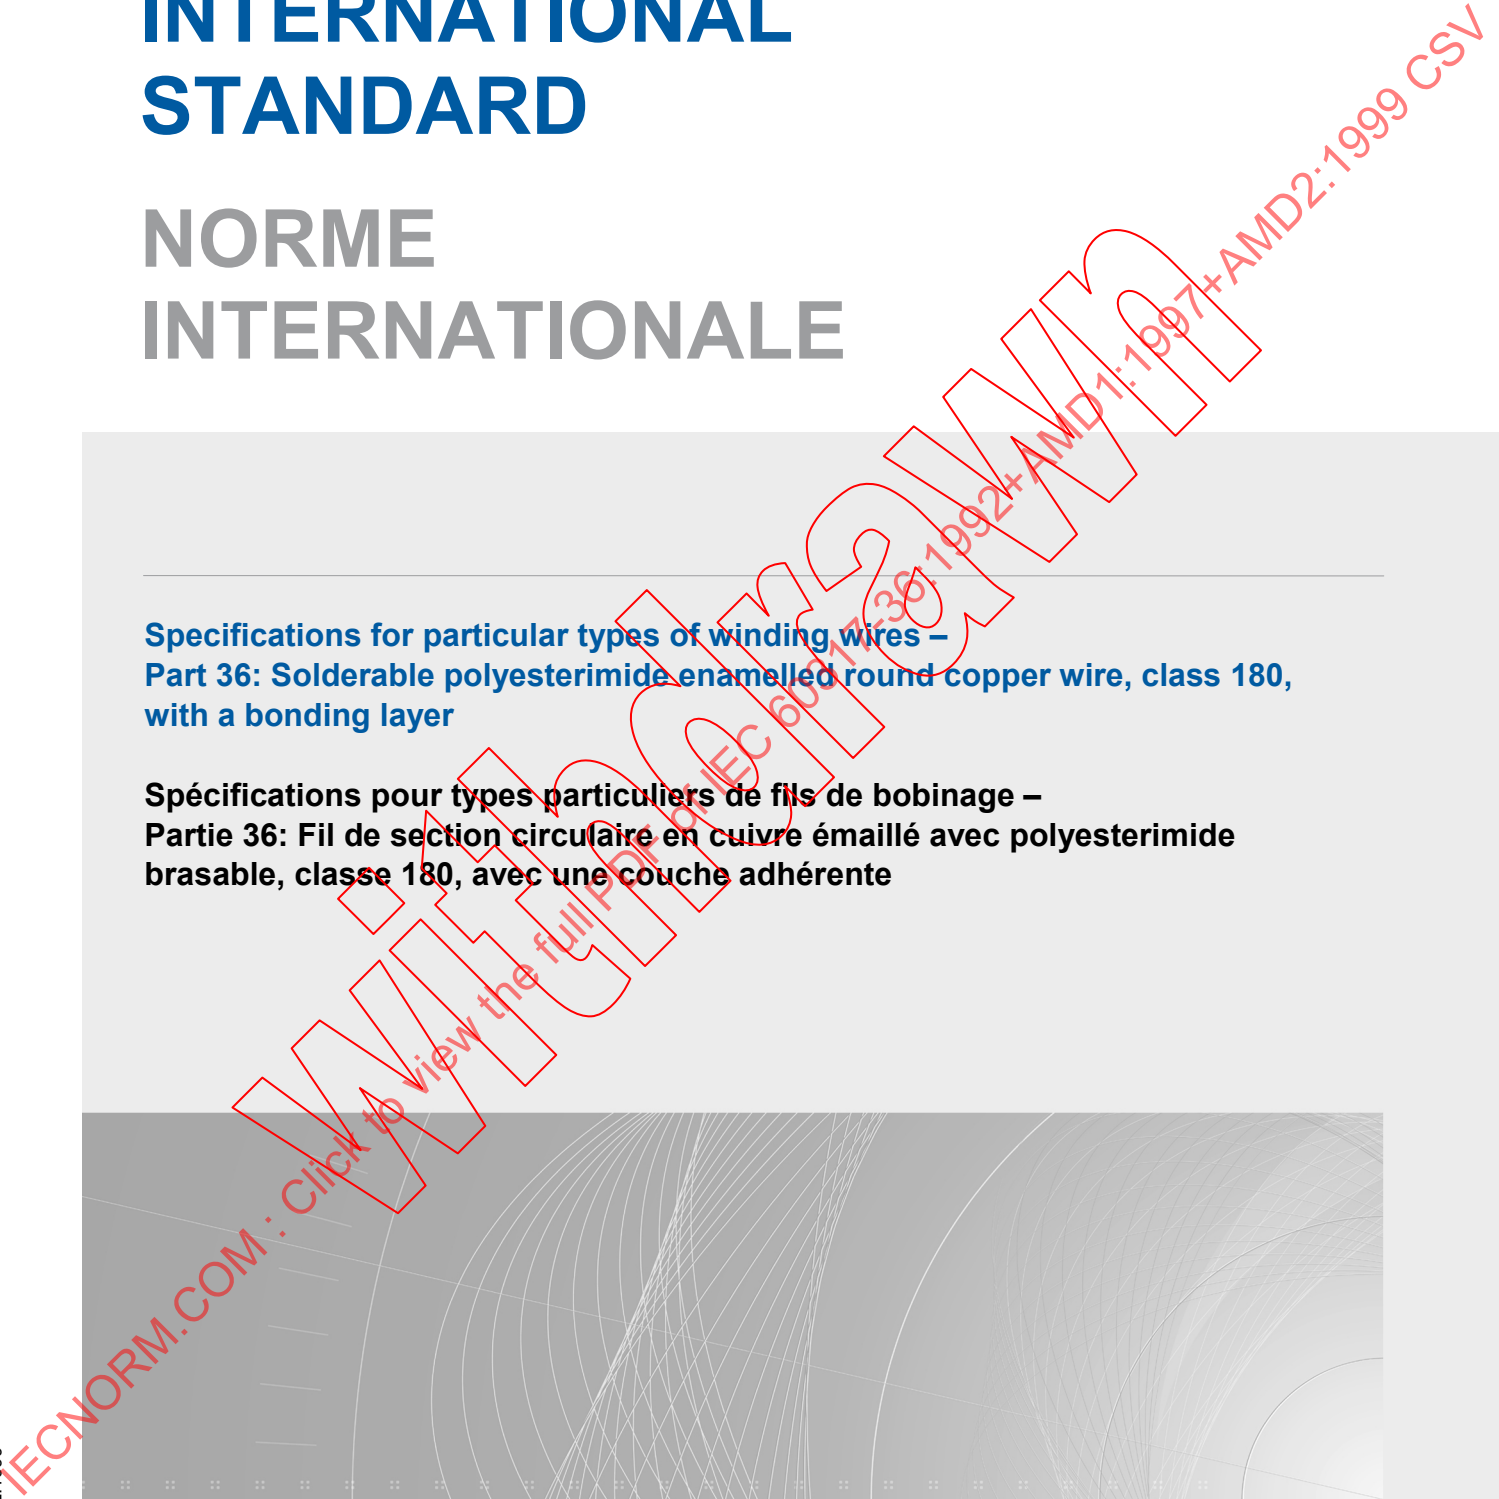 INTERNATIONAL
STANDARD
NORME
INTERNATIONALE
Specifications for particular types of winding wires –
Part 36: Solderable polyesterimide enamelled round copper wire, class 180,
with a bonding layer
Spécifications pour types particuliers de fils de bobinage –
Partie 36: Fil de section circulaire en cuivre émaillé avec polyesterimide
brasable, classe 180, avec une couche adhérente
withdrawn
IECNORM.COM : Click to view the full PDF of IEC 60317-36:1992+AMD1:1997+AMD2:1999 CSV